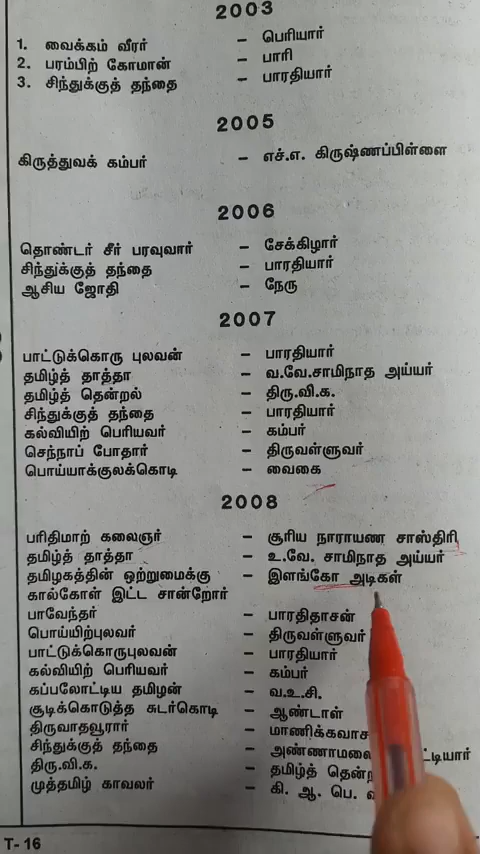 2003
1. வைக்கம் வீரர் – பெரியார்
2. பரம்பிற் கோமான் – பாரி
3. சிந்துக்குத் தந்தை – பாரதியார்
2005
கிருத்துவக் கம்பர் – எச்.எ. கிருஷ்ணப்பிள்ளை
2006
தொண்டர் சீர் பரவுவார் – சேக்கிழார்
சிந்துக்குத் தந்தை – பாரதியார்
ஆசிய ஜோதி – நேரு
2007
பாட்டுக்கொரு புலவன் – பாரதியார்
தமிழ்த் தாத்தா – வ.வே.சாமிநாத அய்யர்
தமிழ்த் தென்றல் – திரு.வி.க.
சிந்துக்குத் தந்தை – பாரதியார்
கல்வியிற் பெரியவர் – கம்பர்
செந்நாப் போதார் – திருவள்ளுவர்
பொய்யாக்குலக்கொடி – வைகை
2008
பரிதிமாற் கலைஞர் – சூரிய நாராயண சாஸ்திரி
தமிழ்த் தாத்தா – உ.வே. சாமிநாத அய்யர்
தமிழகத்தின் ஒற்றுமைக்கு – இளங்கோ அடிகள்
கால்கோள் இட்ட சான்றோர்
பாவேந்தர் – பாரதிதாசன்
பொய்யிற்புலவர் – திருவள்ளுவர்
பாட்டுக்கொருபுலவன் – பாரதியார்
கல்வியிற் பெரியவர் – கம்பர்
கப்பலோட்டிய தமிழன் – வ.உ.சி.
சூடிக்கொடுத்த சுடர்கொடி – ஆண்டாள்
திருவாதவூரார் –
சிந்துக்குத் தந்தை –
திரு.வி.க. – தமிழ்த்
முத்தமிழ் காவலர் – கி. ஆ. பெ.
T- 16